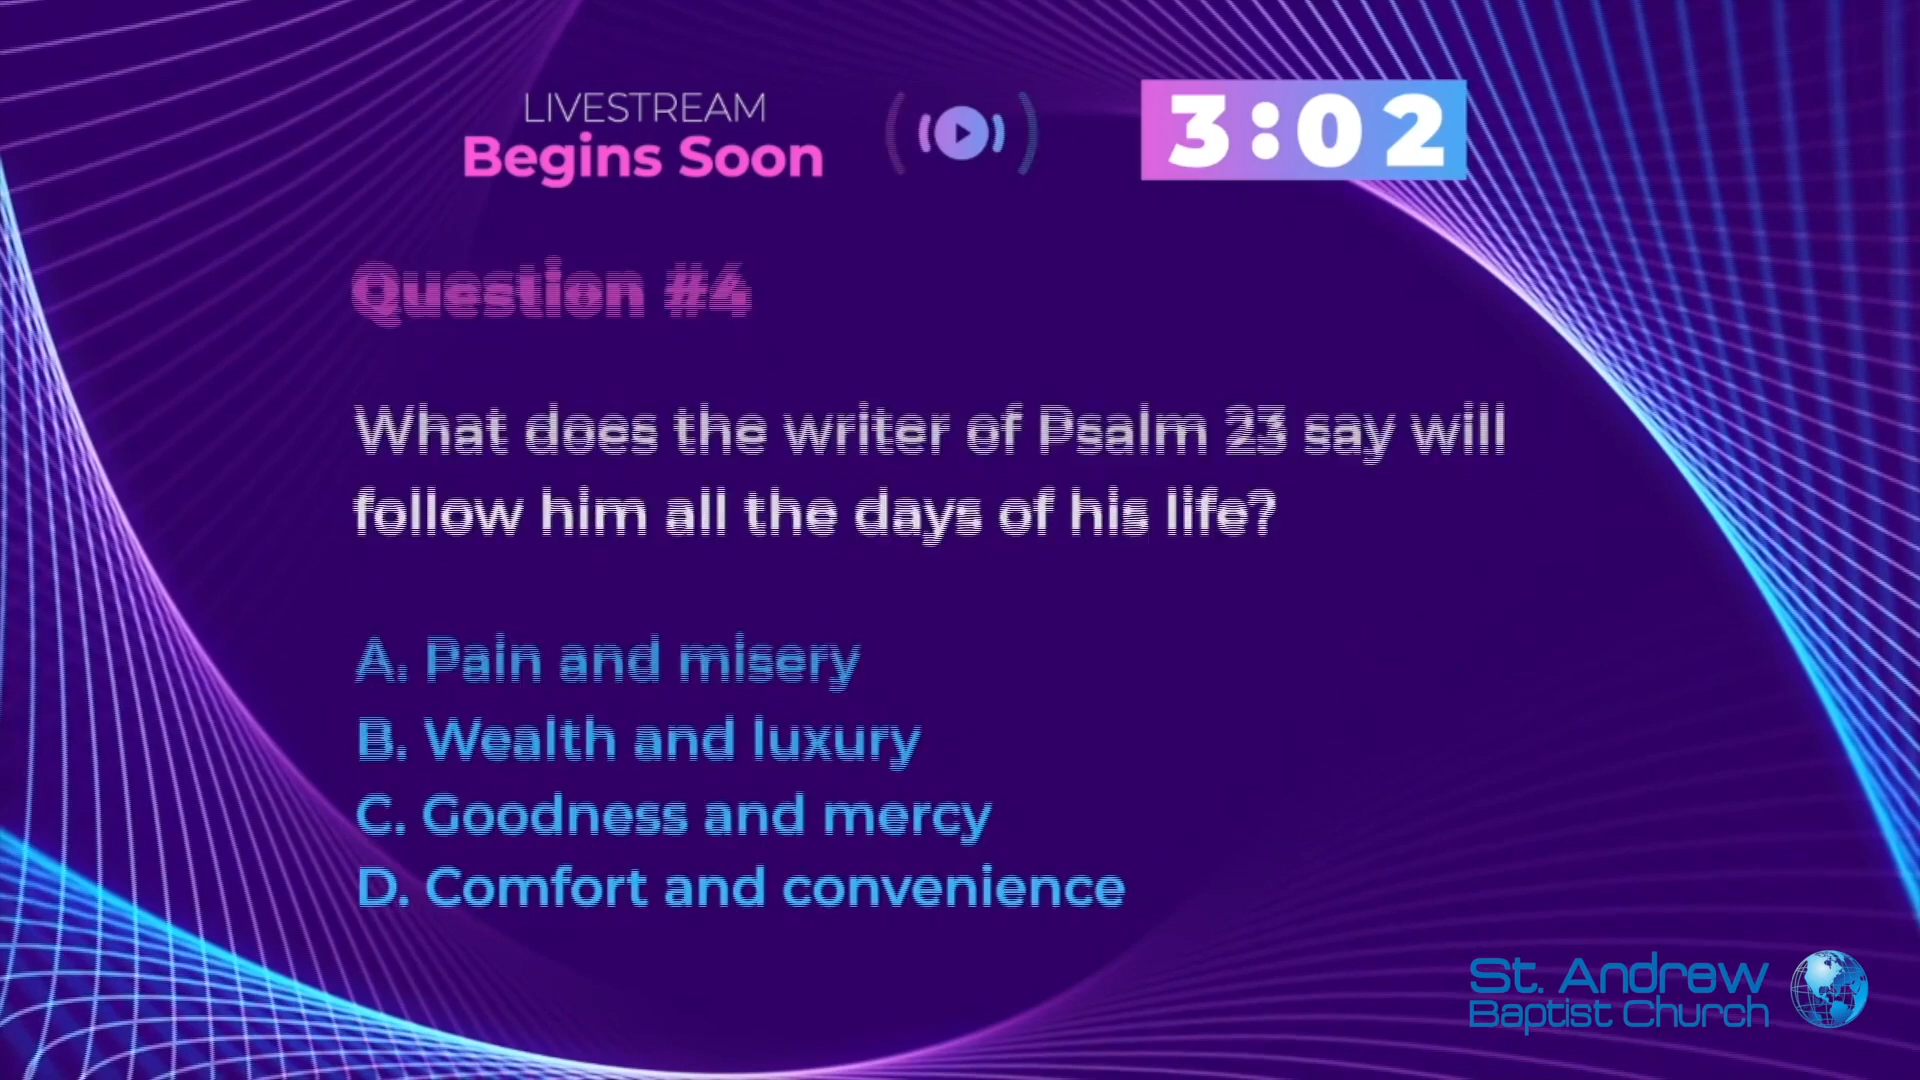 LIVESTREAM
Begins Soon
3:02
Question #4
What does the writer of Psalm 23 say will
follow him all the days of his life?
A. Pain and misery
B. Wealth and luxury
C. Goodness and mercy
D. Comfort and convenience
St. Andrew
Baptist Church